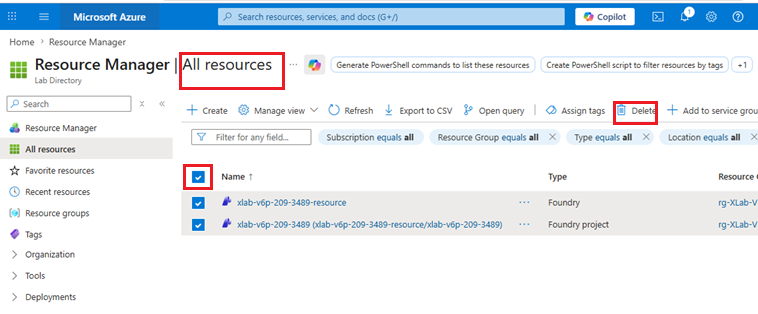 Microsoft Azure
Search resources, services, and docs (G+/)
Copilot
1
Home > Resource Manager
Resource Manager | All resources
Lab Directory
...
Generate PowerShell commands to list these resources
Create PowerShell script to filter resources by tags
+1
Search
Resource Manager
All resources
Favorite resources
Recent resources
Resource groups
Tags
Organization
Tools
Deployments
+ Create
Manage view
Refresh
Export to CSV
Open query
Assign tags
Delete
+ Add to service grou
Filter for any field...
Subscription equals all
Resource Group equals all
Type equals all
Location equals all
Name ↑
Type
Resource G
xlab-v6p-209-3489-resource
...
Foundry
rg-XLab-V
xlab-v6p-209-3489 (xlab-v6p-209-3489-resource/xlab-v6p-209-3489)
...
Foundry project
rg-XLab-V